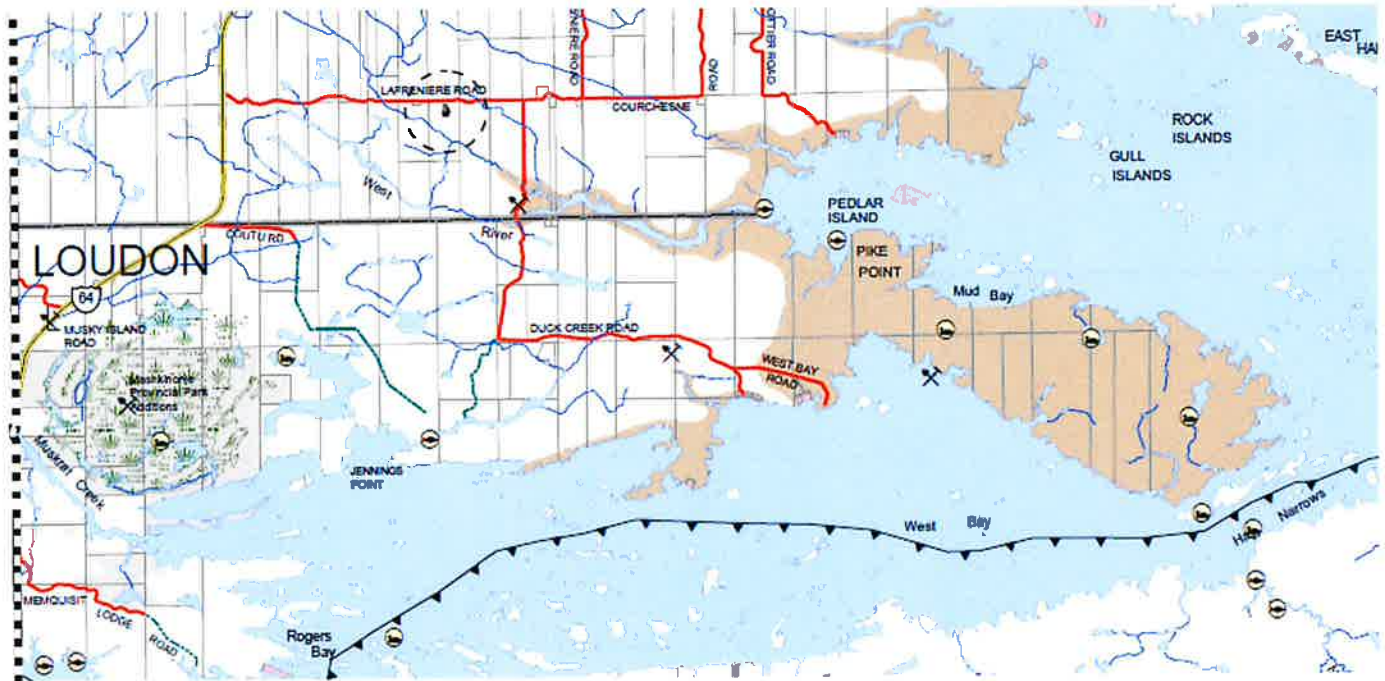 EAST
LAFRENIERE ROAD
COURCHESNE
ROAD
ROCK
ISLANDS
GULL
ISLANDS
West
River
PEDLAR
ISLAND
PIKE
POINT
Mud Bay
LOUDON
64
MUSKY ISLAND
ROAD
DUCK CREEK ROAD
WEST BAY
ROAD
Provincial Park
Additions
Muskrat Creek
JENNINGS
POINT
West Bay
Narrows
MEMQUISIT
LODGE ROAD
Rogers
Bay